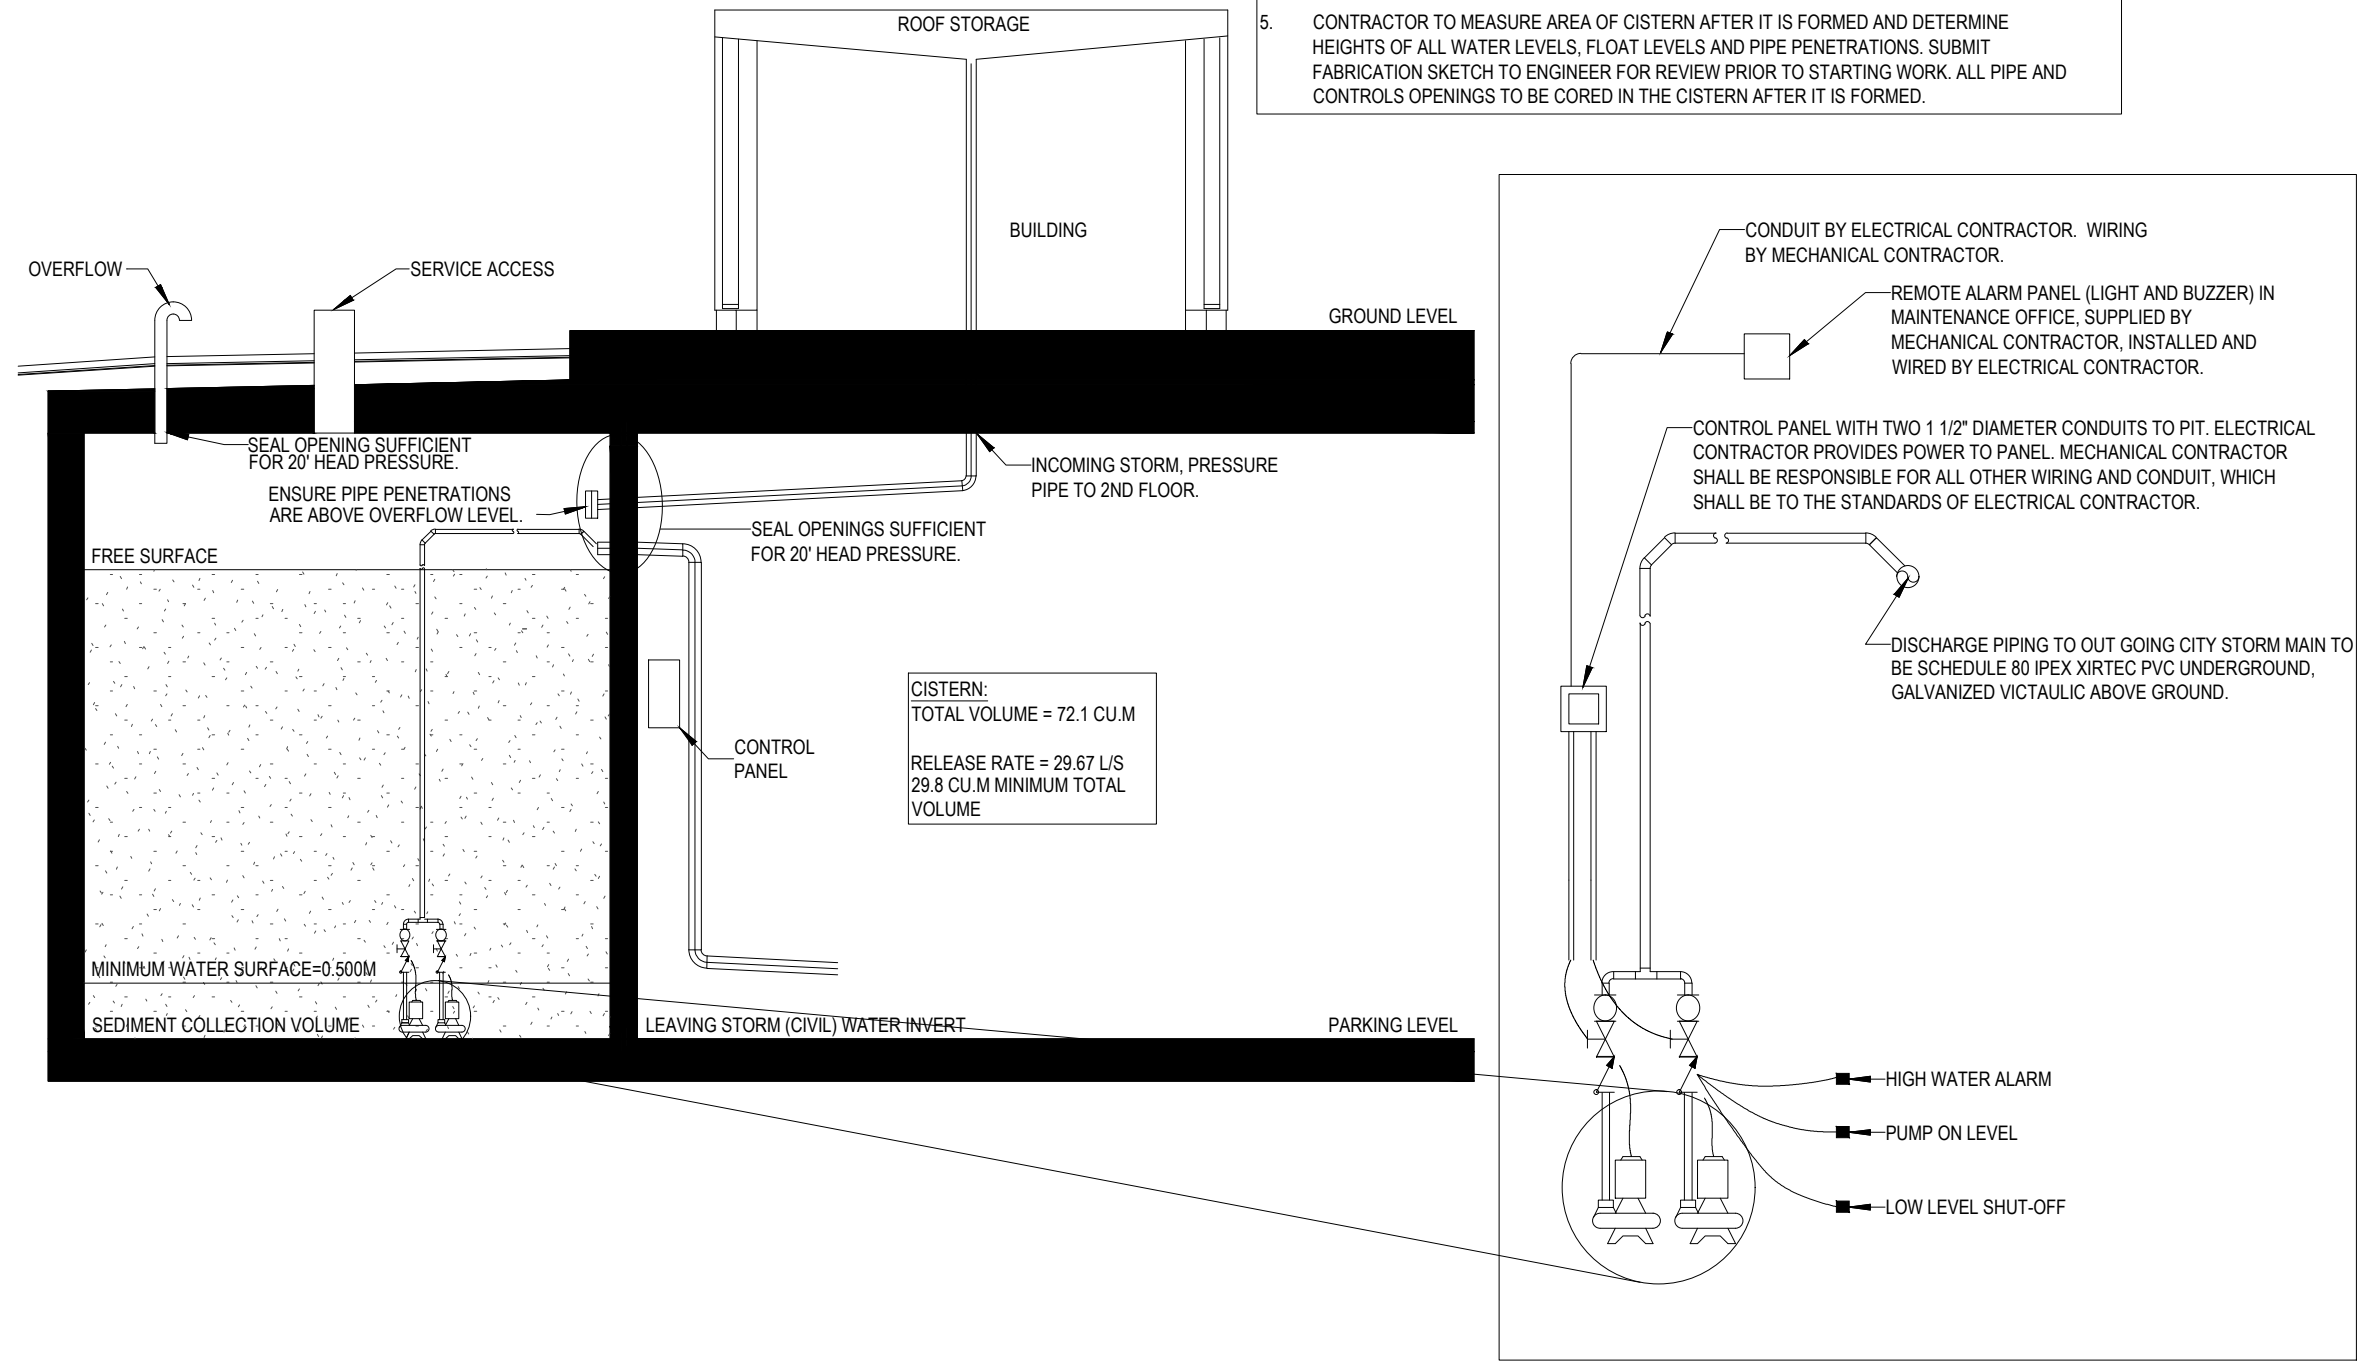 ROOF STORAGE
5. CONTRACTOR TO MEASURE AREA OF CISTERN AFTER IT IS FORMED AND DETERMINE
HEIGHTS OF ALL WATER LEVELS, FLOAT LEVELS AND PIPE PENETRATIONS. SUBMIT
FABRICATION SKETCH TO ENGINEER FOR REVIEW PRIOR TO STARTING WORK. ALL PIPE AND
CONTROLS OPENINGS TO BE CORED IN THE CISTERN AFTER IT IS FORMED.
BUILDING
OVERFLOW
SERVICE ACCESS
GROUND LEVEL
SEAL OPENING SUFFICIENT
FOR 20' HEAD PRESSURE.
ENSURE PIPE PENETRATIONS
ARE ABOVE OVERFLOW LEVEL.
INCOMING STORM, PRESSURE
PIPE TO 2ND FLOOR.
SEAL OPENINGS SUFFICIENT
FOR 20' HEAD PRESSURE.
FREE SURFACE
CISTERN:
TOTAL VOLUME = 72.1 CU.M
RELEASE RATE = 29.67 L/S
29.8 CU.M MINIMUM TOTAL
VOLUME
CONTROL
PANEL
MINIMUM WATER SURFACE=0.500M
SEDIMENT COLLECTION VOLUME
LEAVING STORM (CIVIL) WATER INVERT
PARKING LEVEL
CONDUIT BY ELECTRICAL CONTRACTOR. WIRING
BY MECHANICAL CONTRACTOR.
REMOTE ALARM PANEL (LIGHT AND BUZZER) IN
MAINTENANCE OFFICE, SUPPLIED BY
MECHANICAL CONTRACTOR, INSTALLED AND
WIRED BY ELECTRICAL CONTRACTOR.
CONTROL PANEL WITH TWO 1 1/2" DIAMETER CONDUITS TO PIT. ELECTRICAL
CONTRACTOR PROVIDES POWER TO PANEL. MECHANICAL CONTRACTOR
SHALL BE RESPONSIBLE FOR ALL OTHER WIRING AND CONDUIT, WHICH
SHALL BE TO THE STANDARDS OF ELECTRICAL CONTRACTOR.
DISCHARGE PIPING TO OUT GOING CITY STORM MAIN TO
BE SCHEDULE 80 IPEX XIRTEC PVC UNDERGROUND,
GALVANIZED VICTAULIC ABOVE GROUND.
HIGH WATER ALARM
PUMP ON LEVEL
LOW LEVEL SHUT-OFF